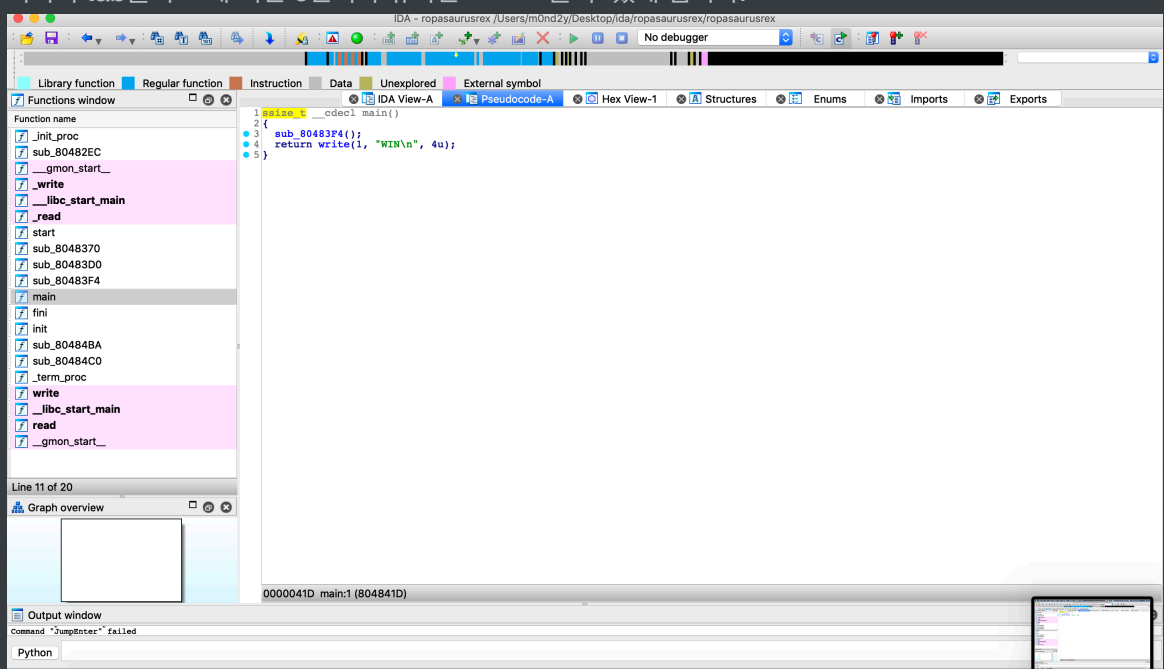 IDA - ropasaurusrex /Users/m0nd2y/Desktop/ida/ropasaurusrex/ropasaurusrex
No debugger
Library function Regular function Instruction Data Unexplored External symbol
Functions window
IDA View-A Pseudocode-A Hex View-1 Structures Enums Imports Exports
Function name
_init_proc
sub_80482EC
___gmon_start__
_write
___libc_start_main
_read
start
sub_8048370
sub_80483D0
sub_80483F4
main
fini
init
sub_80484BA
sub_80484C0
_term_proc
write
__libc_start_main
read
__gmon_start__
Line 11 of 20
1 ssize_t __cdecl main()
2 {
3 sub_80483F4();
4 return write(1, "WIN\n", 4u);
5 }
Graph overview
0000041D main:1 (804841D)
Output window
Command "JumpEnter" failed
Python